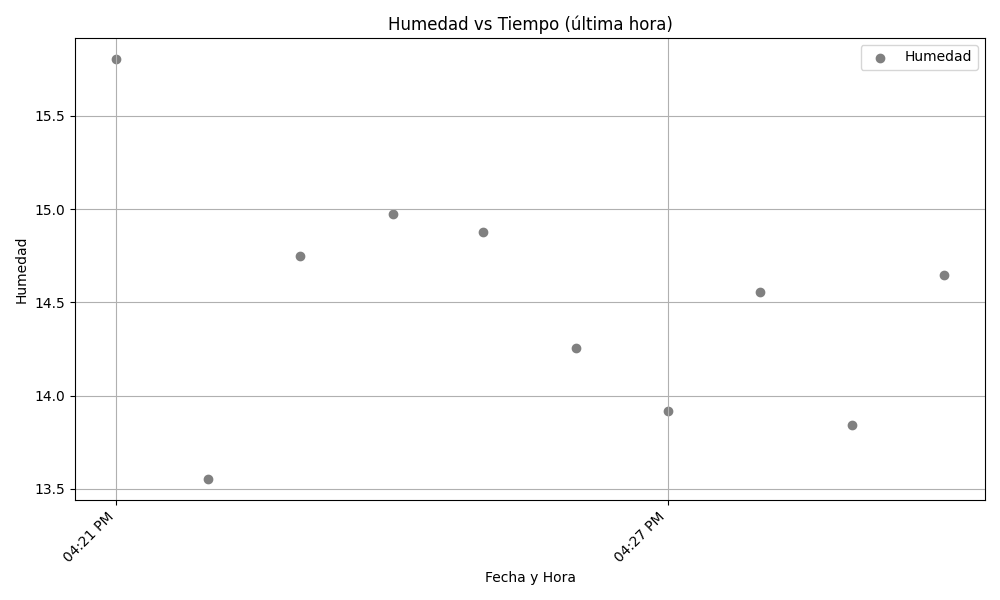 Humedad vs Tiempo (última hora)
Humedad
15.5
15.0
14.5
14.0
13.5
Humedad
04:21 PM
04:27 PM
Fecha y Hora